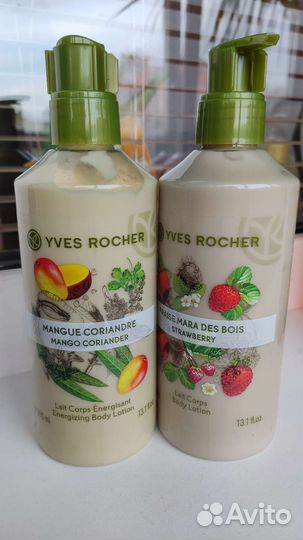 YVES ROCHER
MANGUE CORIANDRE
MANGO CORIANDER
Lait Corps Énergisant
Energizing Body Lotion
13.1 fl.oz
YVES ROCHER
MARA DES BOIS
STRAWBERRY
Lait Corps
Body Lotion
13.1 fl.oz
Avito